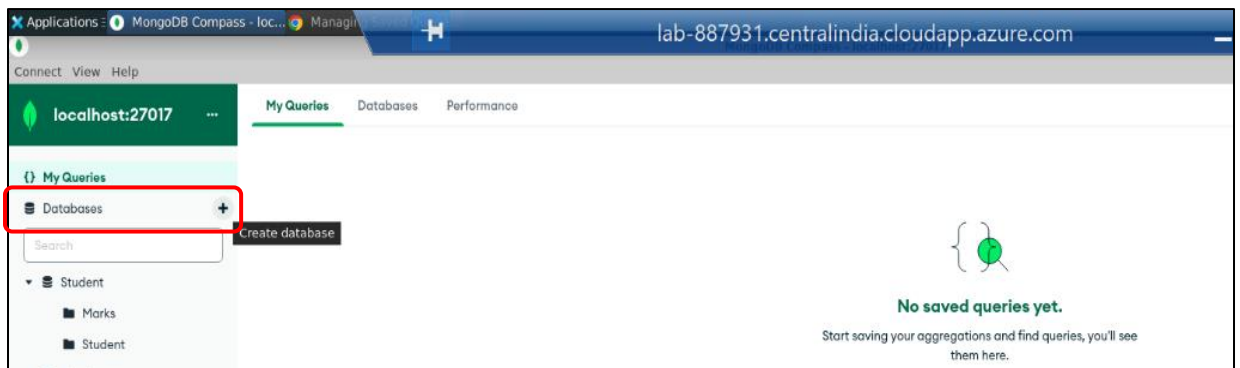 Applications
MongoDB Compass - loc...
lab-887931.centralindia.cloudapp.azure.com
Connect View Help
localhost:27017 ...
My Queries Databases Performance
{} My Queries
Databases +
Create database
Search
Student
Marks
Student
No saved queries yet.
Start saving your aggregations and find queries, you'll see
them here.